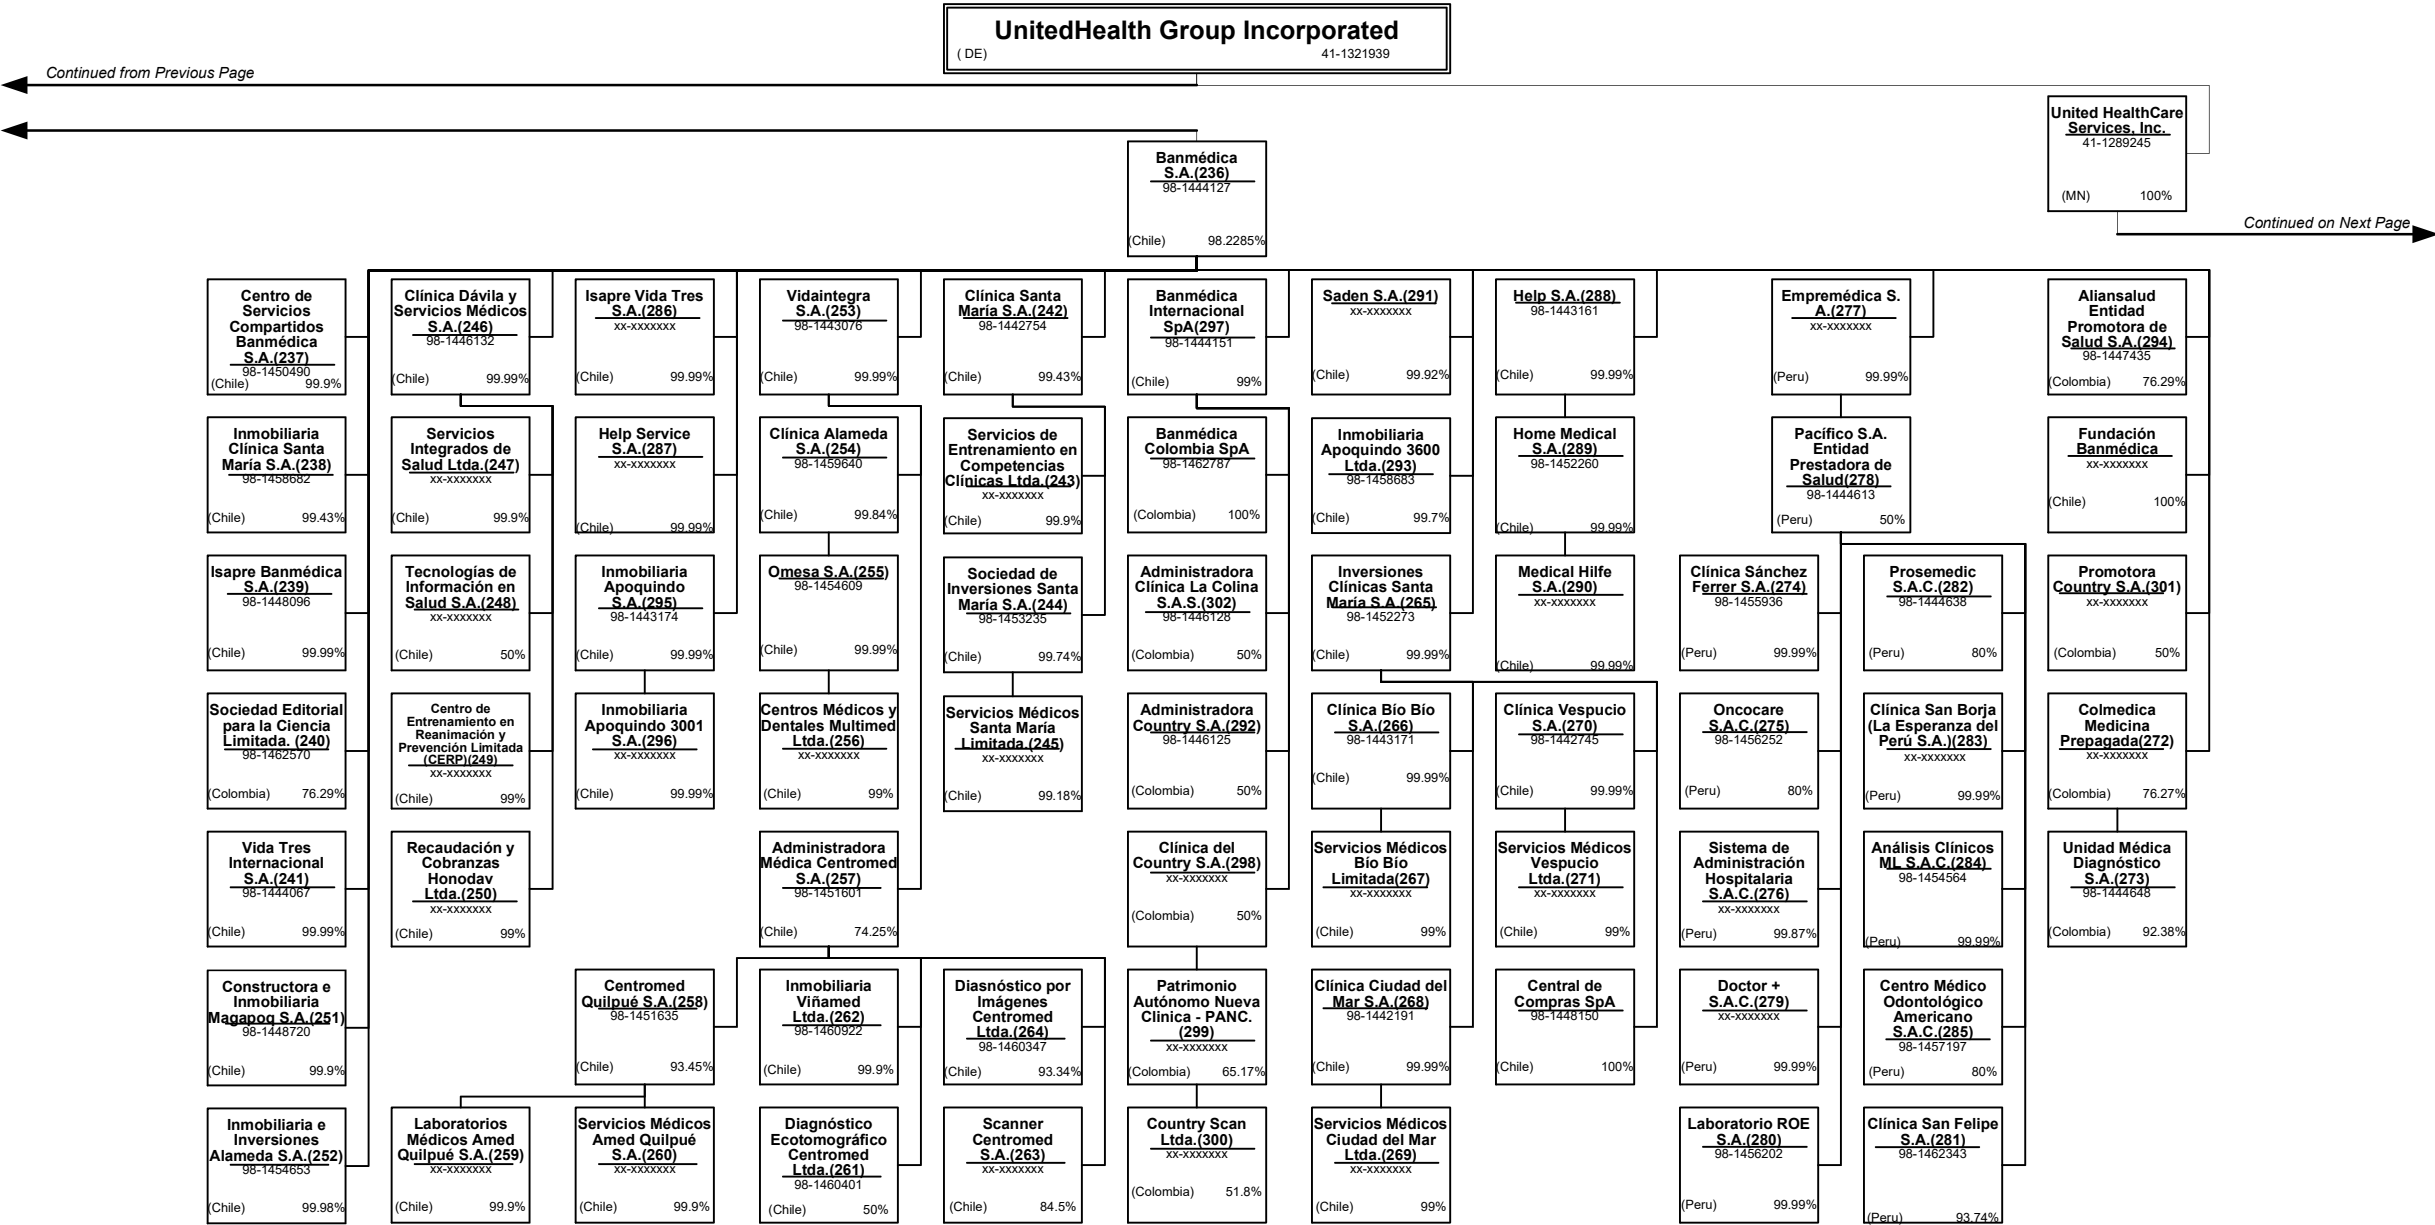 UnitedHealth Group Incorporated
( DE) 41-1321939
Continued from Previous Page
United HealthCare
Services, Inc.
41-1289245
(MN) 100%
Continued on Next Page
Banmédica
S.A.(236)
98-1444127
(Chile) 98.2285%
Centro de
Servicios
Compartidos
Banmédica
S.A.(237)
98-1450490
(Chile) 99.9%
Clínica Dávila y
Servicios Médicos
S.A.(246)
98-1446132
(Chile) 99.99%
Isapre Vida Tres
S.A.(286)
xx-xxxxxxx
(Chile) 99.99%
Vidaintegra
S.A.(253)
98-1443076
(Chile) 99.99%
Clínica Santa
María S.A.(242)
98-1442754
(Chile) 99.43%
Banmédica
Internacional
SpA(297)
98-1444151
(Chile) 99%
Saden S.A.(291)
xx-xxxxxxx
(Chile) 99.92%
Help S.A.(288)
98-1443161
(Chile) 99.99%
Empremédica S.
A.(277)
xx-xxxxxxx
(Peru) 99.99%
Aliansalud
Entidad
Promotora de
Salud S.A.(294)
98-1447435
(Colombia) 76.29%
Inmobiliaria
Clínica Santa
María S.A.(238)
98-1458682
(Chile) 99.43%
Servicios
Integrados de
Salud Ltda.(247)
xx-xxxxxxx
(Chile) 99.9%
Help Service
S.A.(287)
xx-xxxxxxx
(Chile) 99.99%
Clínica Alameda
S.A.(254)
98-1459640
(Chile) 99.84%
Servicios de
Entrenamiento en
Competencias
Clínicas Ltda.(243)
xx-xxxxxxx
(Chile) 99.9%
Banmédica
Colombia SpA
98-1462787
(Colombia) 100%
Inmobiliaria
Apoquindo 3600
Ltda.(293)
98-1458683
(Chile) 99.7%
Home Medical
S.A.(289)
98-1452260
(Chile) 99.99%
Pacífico S.A.
Entidad
Prestadora de
Salud(278)
98-1444613
(Peru) 50%
Fundación
Banmédica
xx-xxxxxxx
(Chile) 100%
Isapre Banmédica
S.A.(239)
98-1448096
(Chile) 99.99%
Tecnologías de
Información en
Salud S.A.(248)
xx-xxxxxxx
(Chile) 50%
Inmobiliaria
Apoquindo
S.A.(295)
98-1443174
(Chile) 99.99%
Omesa S.A.(255)
98-1454609
(Chile) 99.99%
Sociedad de
Inversiones Santa
María S.A.(244)
98-1453235
(Chile) 99.74%
Administradora
Clínica La Colina
S.A.S.(302)
98-1446128
(Colombia) 50%
Inversiones
Clínicas Santa
María S.A.(265)
98-1452273
(Chile) 99.99%
Medical Hilfe
S.A.(290)
xx-xxxxxxx
(Chile) 99.99%
Clínica Sánchez
Ferrer S.A.(274)
98-1455936
(Peru) 99.99%
Prosemedic
S.A.C.(282)
98-1444638
(Peru) 80%
Promotora
Country S.A.(301)
xx-xxxxxxx
(Colombia) 50%
Sociedad Editorial
para la Ciencia
Limitada. (240)
98-1462570
(Colombia) 76.29%
Centro de
Entrenamiento en
Reanimación y
Prevención Limitada
(CERP)(249)
xx-xxxxxxx
(Chile) 99%
Inmobiliaria
Apoquindo 3001
S.A.(296)
xx-xxxxxxx
(Chile) 99.99%
Centros Médicos y
Dentales Multimed
Ltda.(256)
xx-xxxxxxx
(Chile) 99%
Servicios Médicos
Santa María
Limitada.(245)
xx-xxxxxxx
(Chile) 99.18%
Administradora
Country S.A.(292)
98-1446125
(Colombia) 50%
Clínica Bío Bío
S.A.(266)
98-1443171
(Chile) 99.99%
Clínica Vespucio
S.A.(270)
98-1442745
(Chile) 99.99%
Oncocare
S.A.C.(275)
98-1456252
(Peru) 80%
Clínica San Borja
(La Esperanza del
Perú S.A.)(283)
xx-xxxxxxx
(Peru) 99.99%
Colmedica
Medicina
Prepagada(272)
xx-xxxxxxx
(Colombia) 76.27%
Vida Tres
Internacional
S.A.(241)
98-1444067
(Chile) 99.99%
Recaudación y
Cobranzas
Honodav
Ltda.(250)
xx-xxxxxxx
(Chile) 99%
Administradora
Médica Centromed
S.A.(257)
98-1451601
(Chile) 74.25%
Clínica del
Country S.A.(298)
xx-xxxxxxx
(Colombia) 50%
Servicios Médicos
Bío Bío
Limitada(267)
xx-xxxxxxx
(Chile) 99%
Servicios Médicos
Vespucio
Ltda.(271)
xx-xxxxxxx
(Chile) 99%
Sistema de
Administración
Hospitalaria
S.A.C.(276)
xx-xxxxxxx
(Peru) 99.87%
Análisis Clínicos
ML S.A.C.(284)
98-1454564
(Peru) 99.99%
Unidad Médica
Diagnóstico
S.A.(273)
98-1444648
(Colombia) 92.38%
Constructora e
Inmobiliaria
Magapoq S.A.(251)
98-1448720
(Chile) 99.9%
Centromed
Quilpué S.A.(258)
98-1451635
(Chile) 93.45%
Inmobiliaria
Viñamed
Ltda.(262)
98-1460922
(Chile) 99.9%
Diasnóstico por
Imágenes
Centromed
Ltda.(264)
98-1460347
(Chile) 93.34%
Patrimonio
Autónomo Nueva
Clinica - PANC.
(299)
xx-xxxxxxx
(Colombia) 65.17%
Clínica Ciudad del
Mar S.A.(268)
98-1442191
(Chile) 99.99%
Central de
Compras SpA
98-1448150
(Chile) 100%
Doctor +
S.A.C.(279)
xx-xxxxxxx
(Peru) 99.99%
Centro Médico
Odontológico
Americano
S.A.C.(285)
98-1457197
(Peru) 80%
Inmobiliaria e
Inversiones
Alameda S.A.(252)
98-1454653
(Chile) 99.98%
Laboratorios
Médicos Amed
Quilpué S.A.(259)
xx-xxxxxxx
(Chile) 99.9%
Servicios Médicos
Amed Quilpué
S.A.(260)
xx-xxxxxxx
(Chile) 99.9%
Diagnóstico
Ecotomográfico
Centromed
Ltda.(261)
98-1460401
(Chile) 50%
Scanner
Centromed
S.A.(263)
xx-xxxxxxx
(Chile) 84.5%
Country Scan
Ltda.(300)
xx-xxxxxxx
(Colombia) 51.8%
Servicios Médicos
Ciudad del Mar
Ltda.(269)
xx-xxxxxxx
(Chile) 99%
Laboratorio ROE
S.A.(280)
98-1456202
(Peru) 99.99%
Clínica San Felipe
S.A.(281)
98-1462343
(Peru) 93.74%